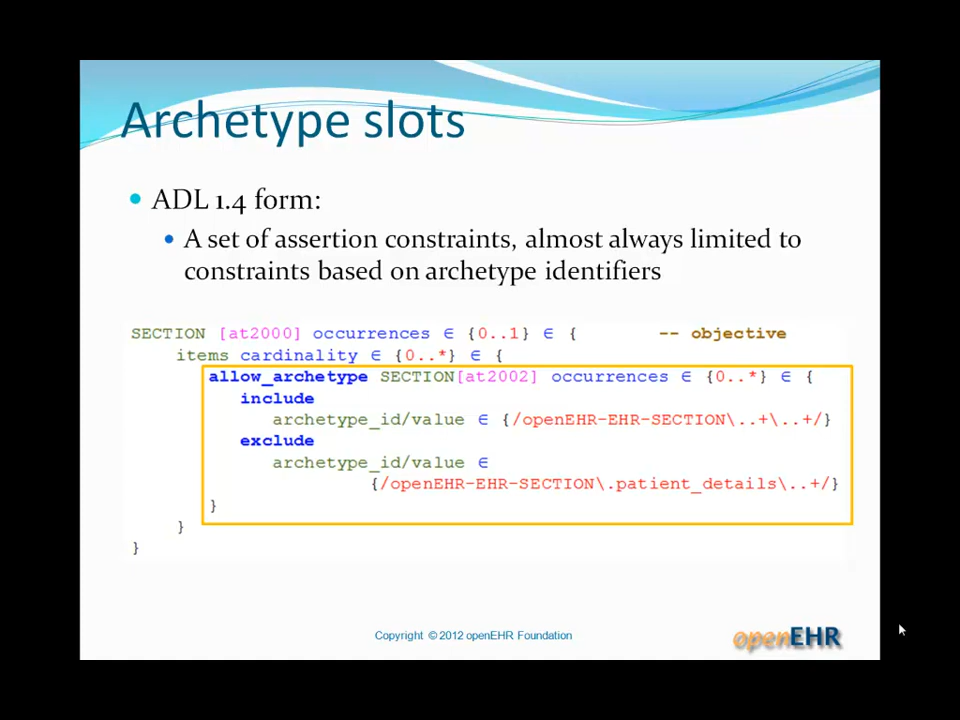 Archetype slots
ADL 1.4 form:
A set of assertion constraints, almost always limited to
constraints based on archetype identifiers
SECTION [at2000] occurrences ∈ {0..1} ∈ { -- objective
items cardinality ∈ {0..*} ∈ {
allow_archetype SECTION[at2002] occurrences ∈ {0..*} ∈ {
include
archetype_id/value ∈ {/openEHR-EHR-SECTION\..+\..+/}
exclude
archetype_id/value ∈
{/openEHR-EHR-SECTION\.patient_details\..+/}
}
}
}
Copyright © 2012 openEHR Foundation
openEHR